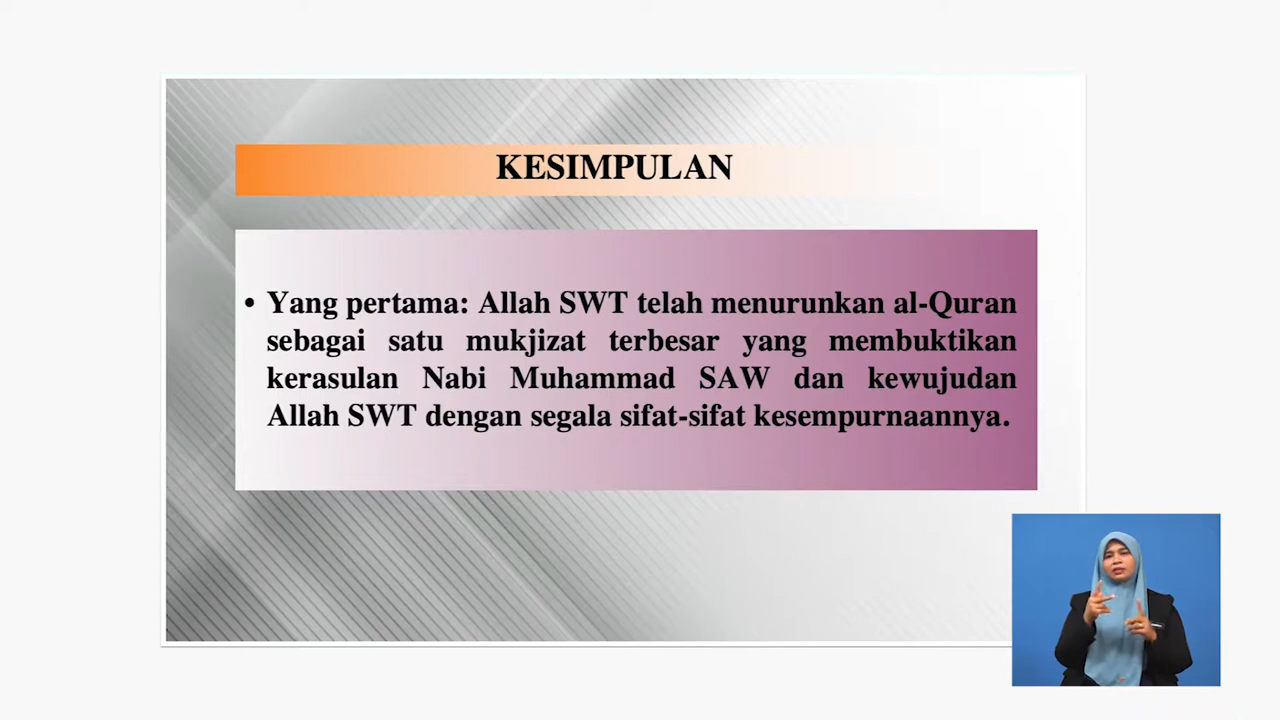 KESIMPULAN
• Yang pertama: Allah SWT telah menurunkan al-Quran
sebagai satu mukjizat terbesar yang membuktikan
kerasulan Nabi Muhammad SAW dan kewujudan
Allah SWT dengan segala sifat-sifat kesempurnaannya.